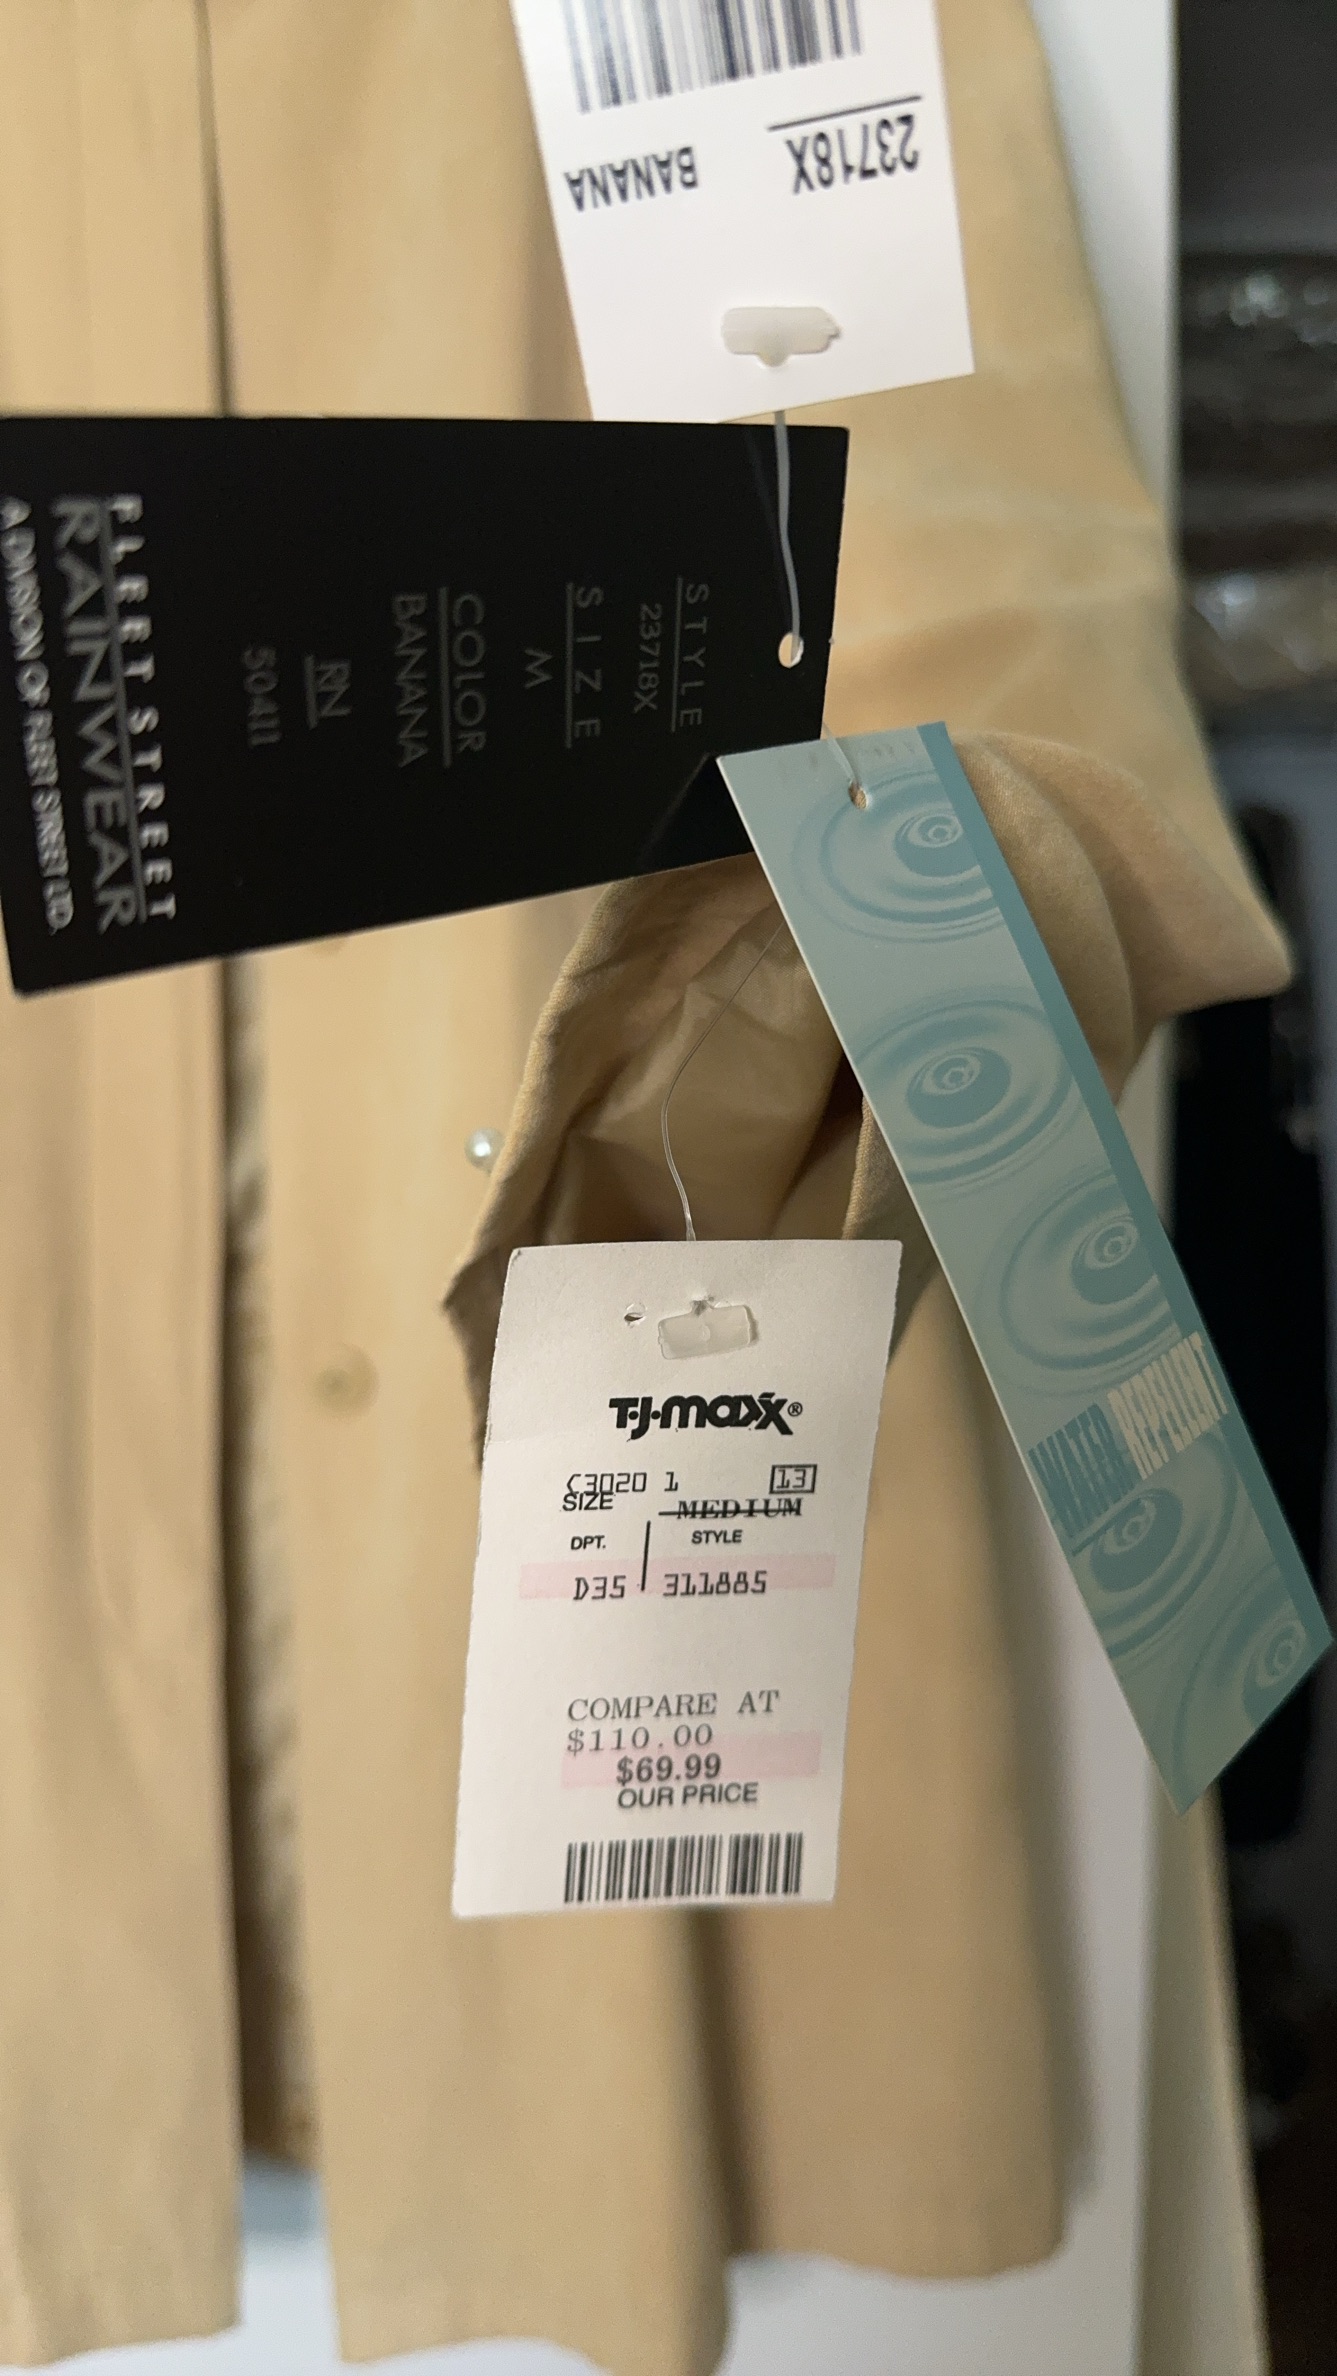 23718X
BANANA
STYLE
23718X
SIZE
M
COLOR
BANANA
RN
50411
FLEET STREET
RAINWEAR
A DIVISION OF FLEET STREET LTD.
WATER REPELLENT
T•J•maxx®
C3020 1 13
SIZE MEDIUM
DPT. STYLE
D35 311885
COMPARE AT
$110.00
$69.99
OUR PRICE